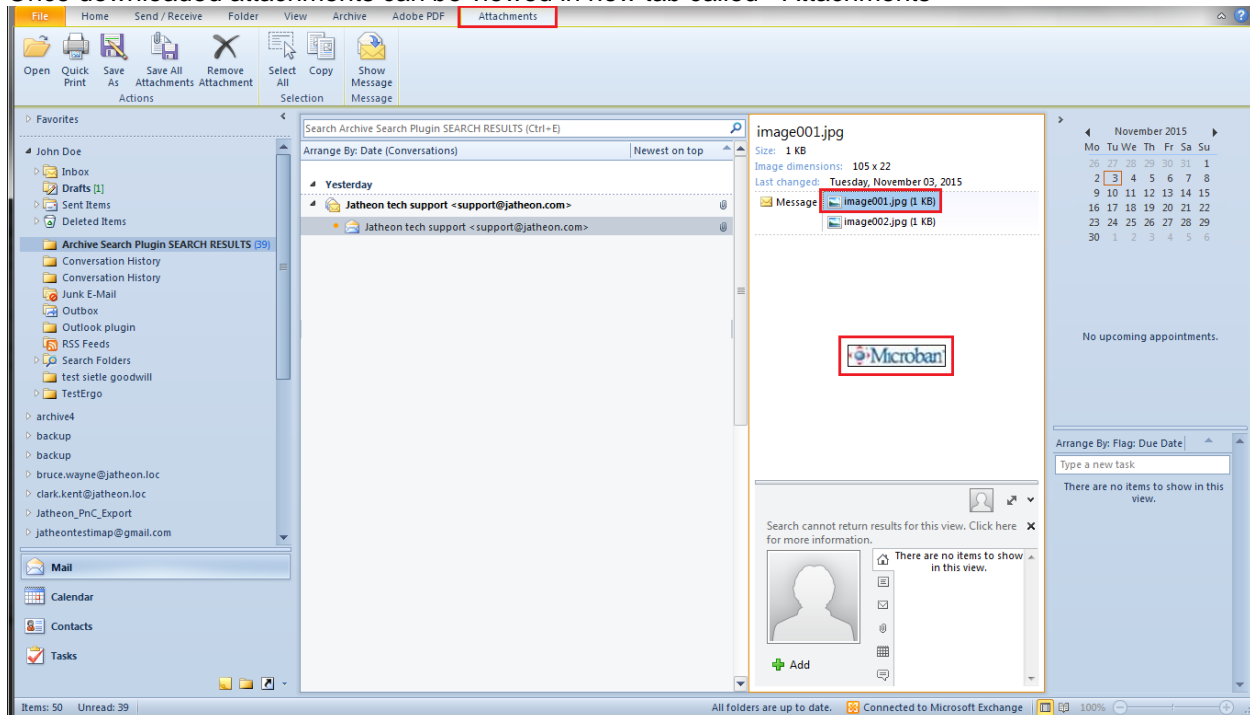 Once downloaded attachments can be viewed in new tab called "Attachments"
File Home Send / Receive Folder View Archive Adobe PDF Attachments
Open Quick Print Save As Save All Attachments Remove Attachment Select All Copy Show Message
Actions Selection Message
Favorites
John Doe
Inbox
Drafts [1]
Sent Items
Deleted Items
Archive Search Plugin SEARCH RESULTS (39)
Conversation History
Conversation History
Junk E-Mail
Outbox
Outlook plugin
RSS Feeds
Search Folders
test sietle goodwill
TestErgo
archive4
backup
backup
bruce.wayne@jatheon.loc
clark.kent@jatheon.loc
Jatheon_PnC_Export
jatheontestimap@gmail.com
Mail
Calendar
Contacts
Tasks
Search Archive Search Plugin SEARCH RESULTS (Ctrl+E)
Arrange By: Date (Conversations) Newest on top
Yesterday
Jatheon tech support <support@jatheon.com>
Jatheon tech support <support@jatheon.com>
image001.jpg
Size: 1 KB
Image dimensions: 105 x 22
Last changed: Tuesday, November 03, 2015
Message image001.jpg (1 KB)
image002.jpg (1 KB)
Microban
Search cannot return results for this view. Click here
for more information.
There are no items to show
in this view.
Add
November 2015
Mo Tu We Th Fr Sa Su
26 27 28 29 30 31 1
2 3 4 5 6 7 8
9 10 11 12 13 14 15
16 17 18 19 20 21 22
23 24 25 26 27 28 29
30 1 2 3 4 5 6
No upcoming appointments.
Arrange By: Flag: Due Date
Type a new task
There are no items to show in this
view.
Items: 50 Unread: 39 All folders are up to date. Connected to Microsoft Exchange 100%